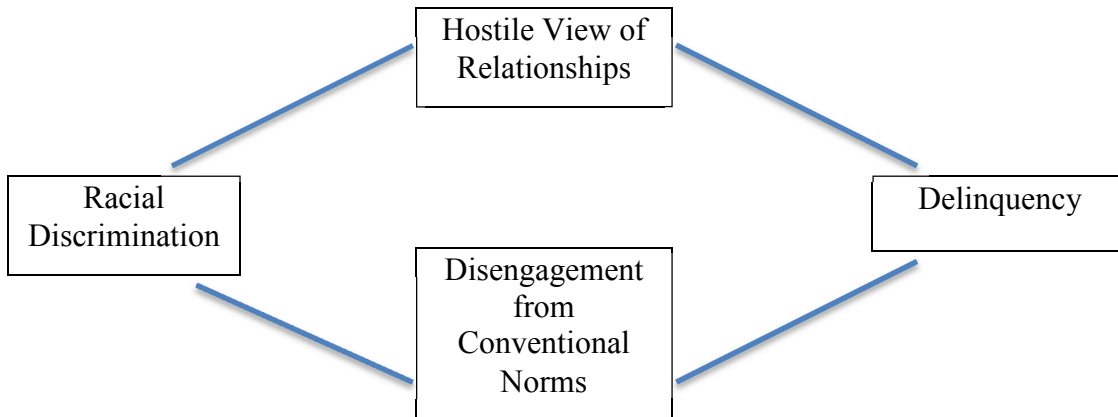 Hostile View of
Relationships
Racial
Discrimination
Delinquency
Disengagement
from
Conventional
Norms